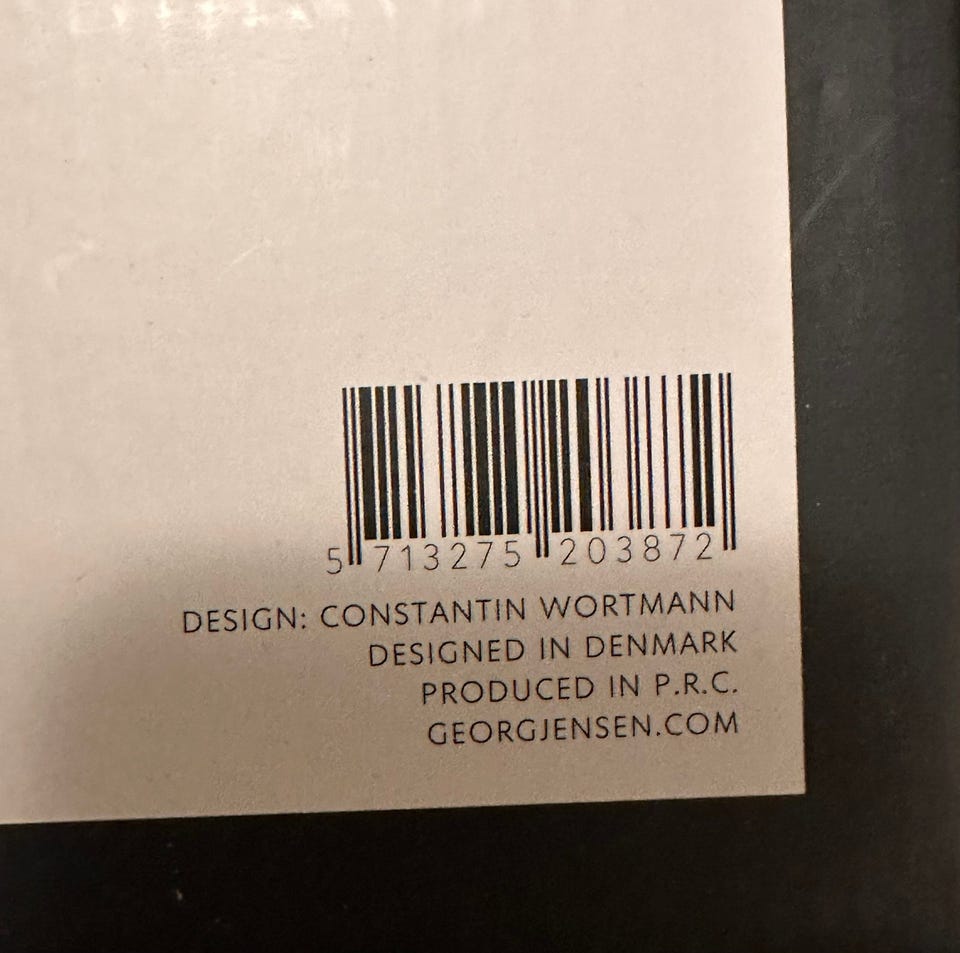 5 713275 203872
DESIGN: CONSTANTIN WORTMANN
DESIGNED IN DENMARK
PRODUCED IN P.R.C.
GEORGJENSEN.COM